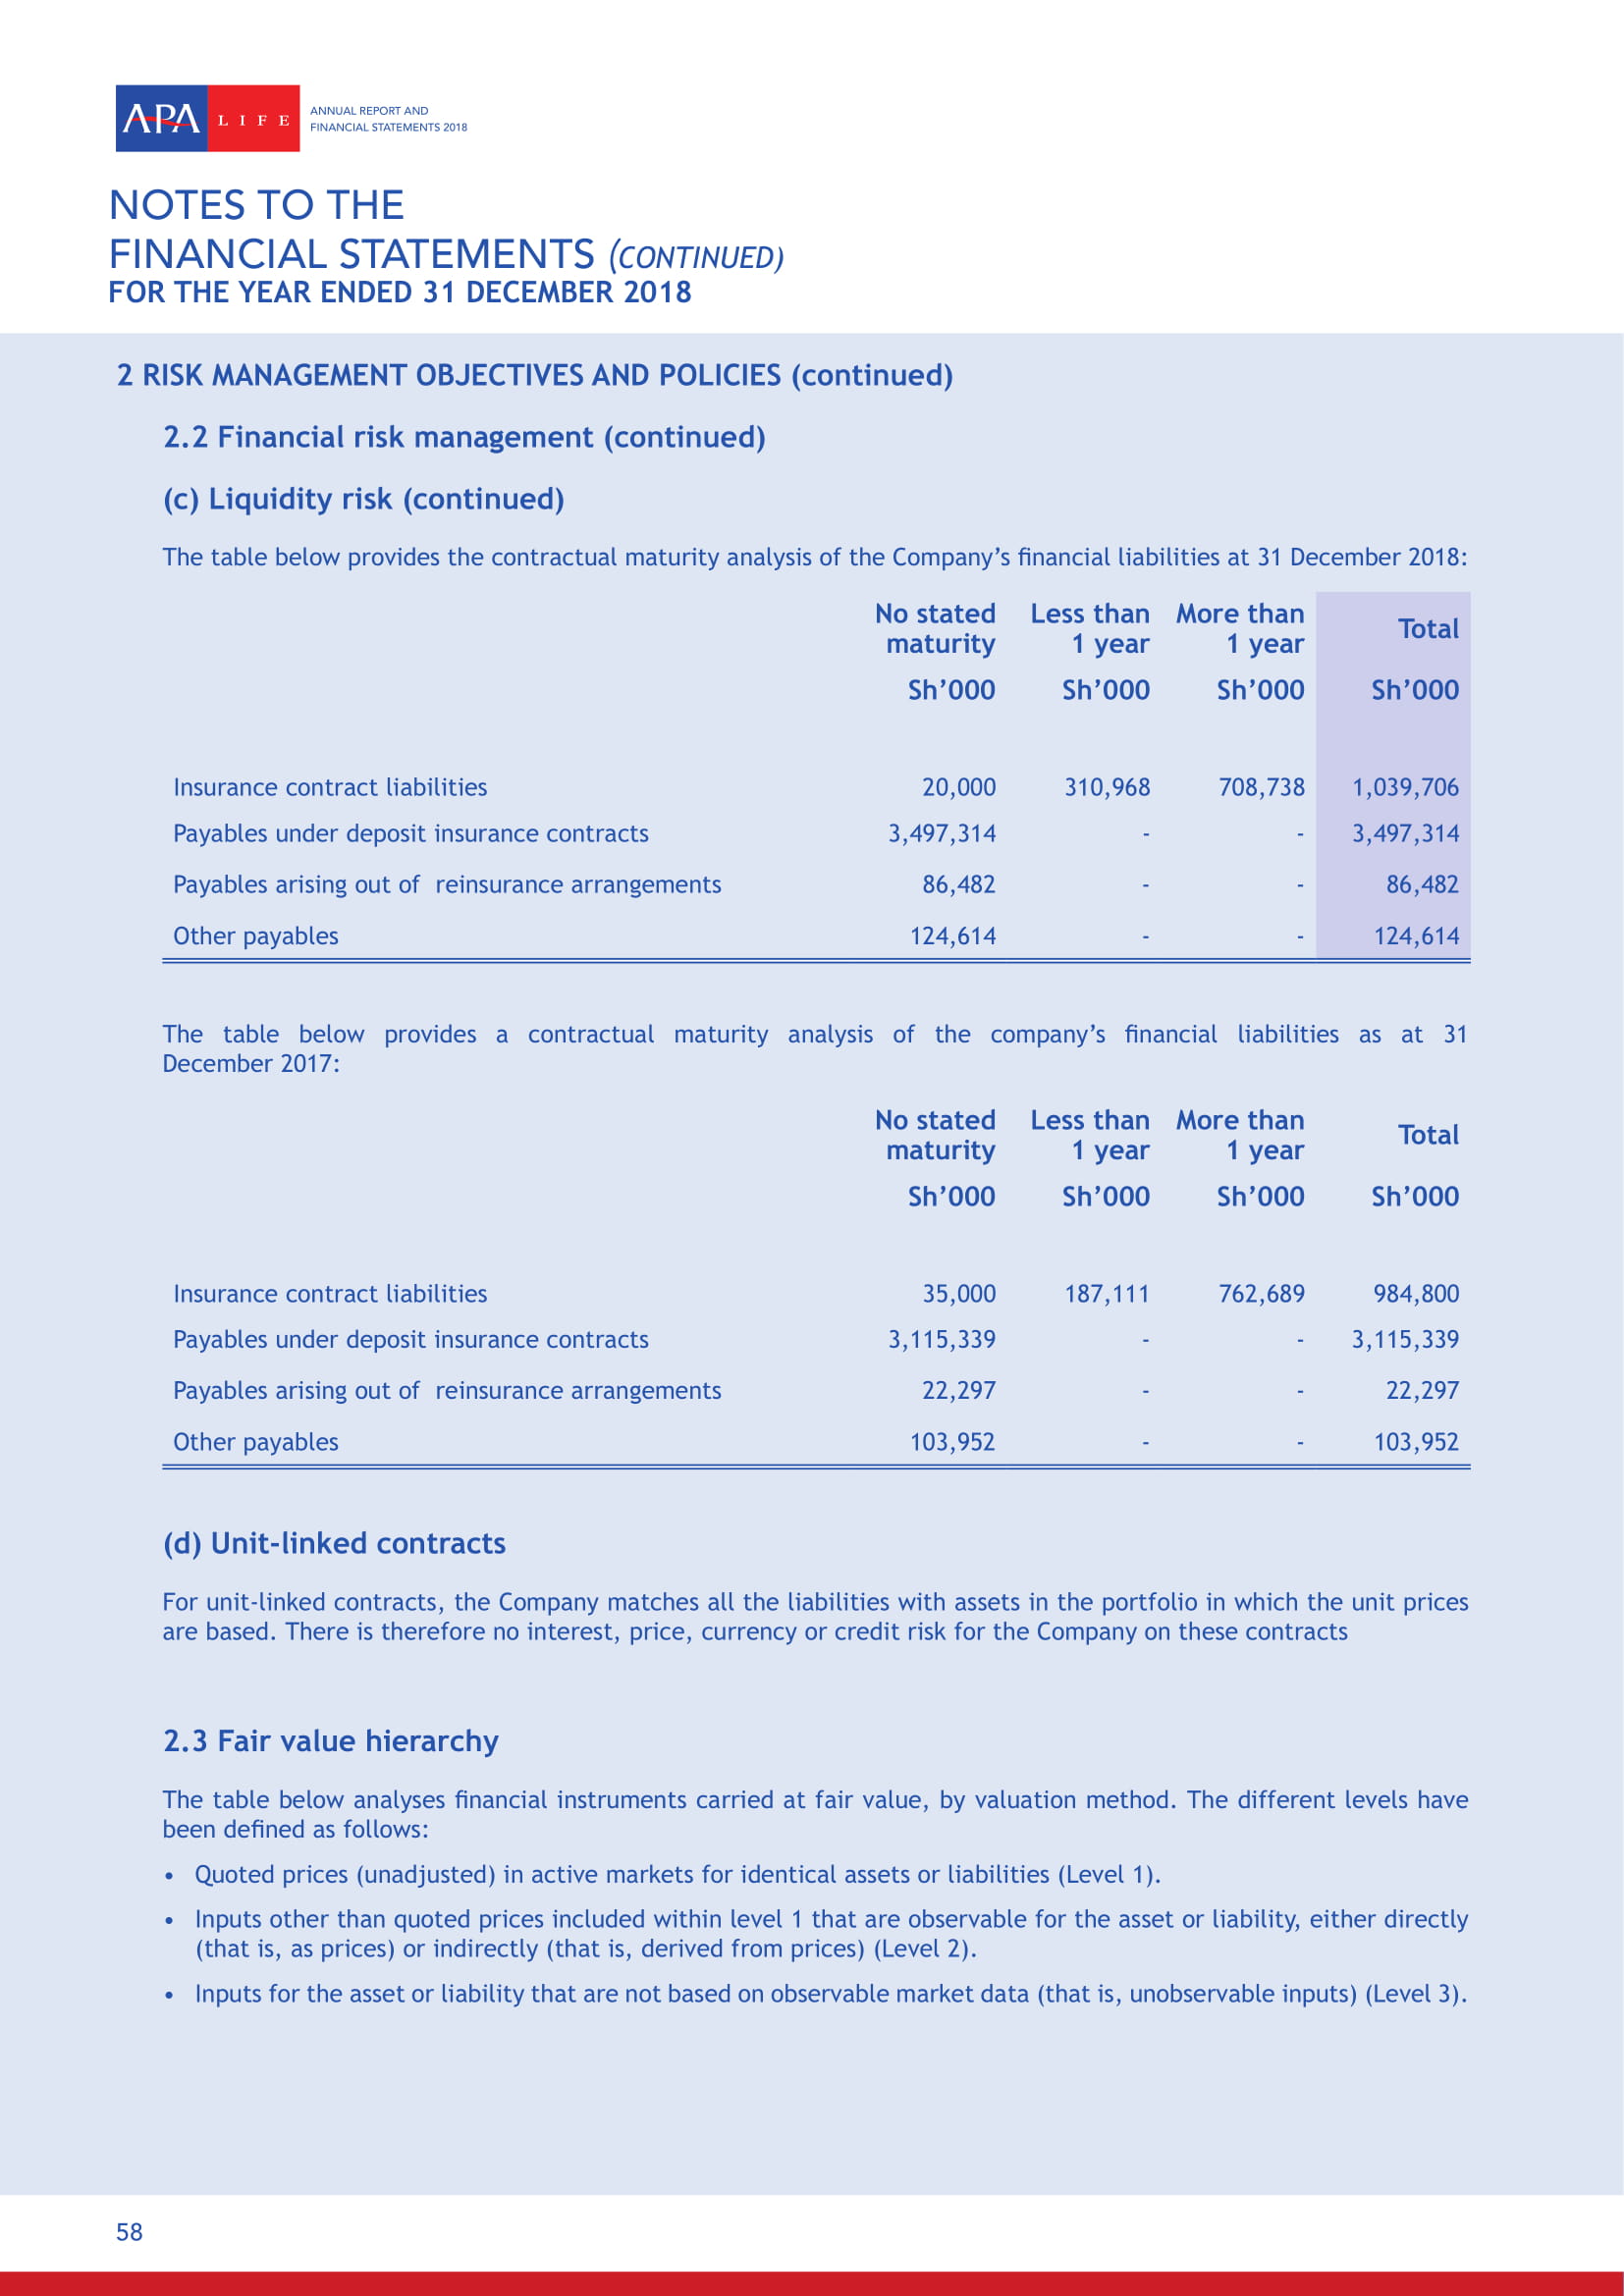 APA LIFE
ANNUAL REPORT AND
FINANCIAL STATEMENTS 2018
NOTES TO THE
FINANCIAL STATEMENTS (CONTINUED)
FOR THE YEAR ENDED 31 DECEMBER 2018
2 RISK MANAGEMENT OBJECTIVES AND POLICIES (continued)
2.2 Financial risk management (continued)
(c) Liquidity risk (continued)
The table below provides the contractual maturity analysis of the Company’s financial liabilities at 31 December 2018:
No stated maturity Less than 1 year More than 1 year Total
Sh’000 Sh’000 Sh’000 Sh’000
Insurance contract liabilities 20,000 310,968 708,738 1,039,706
Payables under deposit insurance contracts 3,497,314 - - 3,497,314
Payables arising out of reinsurance arrangements 86,482 - - 86,482
Other payables 124,614 - - 124,614
The table below provides a contractual maturity analysis of the company’s financial liabilities as at 31
December 2017:
No stated maturity Less than 1 year More than 1 year Total
Sh’000 Sh’000 Sh’000 Sh’000
Insurance contract liabilities 35,000 187,111 762,689 984,800
Payables under deposit insurance contracts 3,115,339 - - 3,115,339
Payables arising out of reinsurance arrangements 22,297 - - 22,297
Other payables 103,952 - - 103,952
(d) Unit-linked contracts
For unit-linked contracts, the Company matches all the liabilities with assets in the portfolio in which the unit prices
are based. There is therefore no interest, price, currency or credit risk for the Company on these contracts
2.3 Fair value hierarchy
The table below analyses financial instruments carried at fair value, by valuation method. The different levels have
been defined as follows:
• Quoted prices (unadjusted) in active markets for identical assets or liabilities (Level 1).
• Inputs other than quoted prices included within level 1 that are observable for the asset or liability, either directly
(that is, as prices) or indirectly (that is, derived from prices) (Level 2).
• Inputs for the asset or liability that are not based on observable market data (that is, unobservable inputs) (Level 3).
58